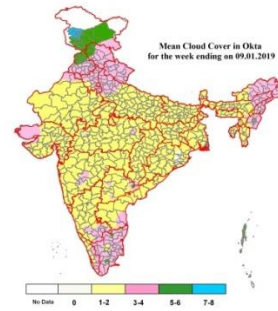 Mean Cloud Cover in Okta
for the week ending on 09.01.2019
No Data 0 1-2 3-4 5-6 7-8